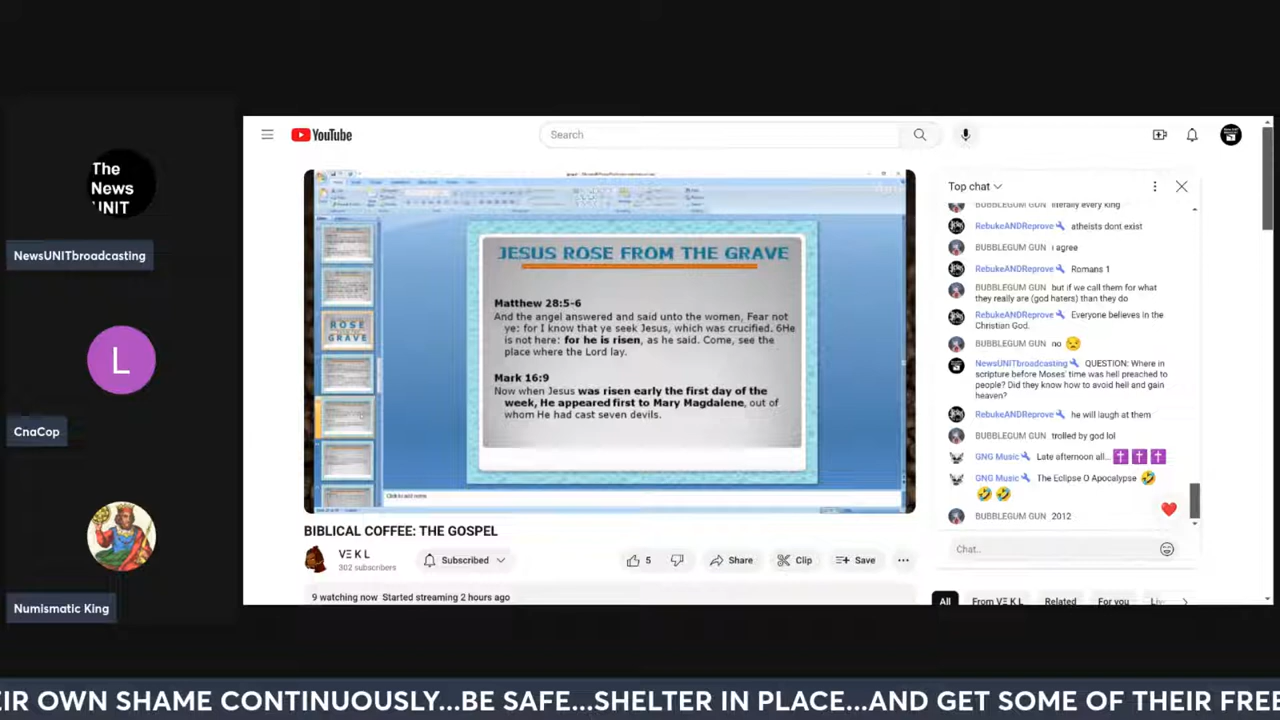 The
News
UNIT
NewsUNITbroodcasting
L
CnaCop
Numismatic King
YouTube
Search
JESUS ROSE FROM THE GRAVE
Matthew 28:5-6
And the angel answered and said unto the women, Fear not
ye: for I know that ye seek Jesus, which was crucified. 6He
is not here: for he is risen, as he said. Come, see the
place where the Lord lay.
Mark 16:9
Now when Jesus was risen early the first day of the
week, He appeared first to Mary Magdalene, out of
whom He had cast seven devils.
ROSE
GRAVE
Click to add notes
BIBLICAL COFFEE: THE GOSPEL
VΞ K L
302 subscribers
Subscribed
5
Share
Clip
Save
9 watching now Started streaming 2 hours ago
Top chat
BUBBLEGUM GUN literally every king
RebukeANDReprove atheists dont exist
BUBBLEGUM GUN i agree
RebukeANDReprove Romans 1
BUBBLEGUM GUN but if we call them for what
they really are (god haters) than they do
RebukeANDReprove Everyone believes in the
Christian God.
BUBBLEGUM GUN no 😒
NewsUNITbroadcasting QUESTION: Where in
scripture before Moses' time was hell preached to
people? Did they know how to avoid hell and gain
heaven?
RebukeANDReprove he will laugh at them
BUBBLEGUM GUN trolled by god lol
GNG Music Late afternoon all... ✝️✝️✝️
GNG Music The Eclipse O Apocalypse 🤣
🤣🤣
BUBBLEGUM GUN 2012
Chat...
All From VΞ K L Related For you Li
EIR OWN SHAME CONTINUOUSLY...BE SAFE...SHELTER IN PLACE...AND GET SOME OF THEIR FREE